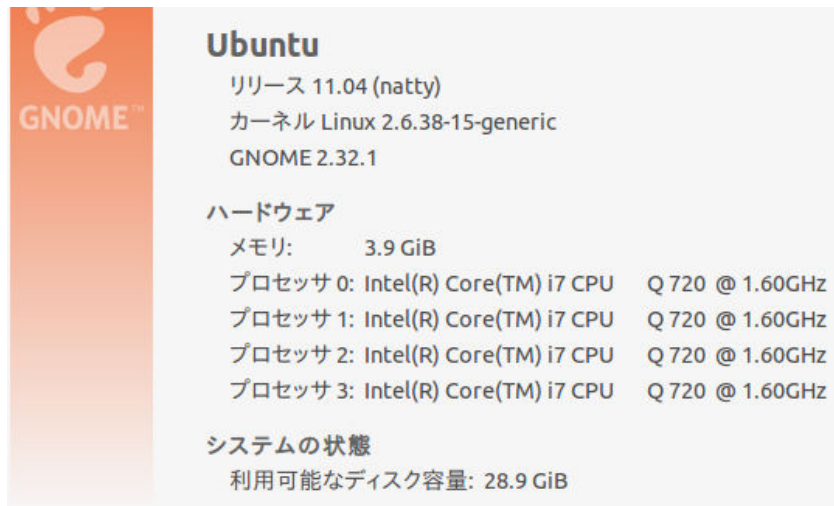 GNOME™
Ubuntu
リリース 11.04 (natty)
カーネル Linux 2.6.38-15-generic
GNOME 2.32.1
ハードウェア
メモリ: 3.9 GiB
プロセッサ 0: Intel(R) Core(TM) i7 CPU Q 720 @ 1.60GHz
プロセッサ 1: Intel(R) Core(TM) i7 CPU Q 720 @ 1.60GHz
プロセッサ 2: Intel(R) Core(TM) i7 CPU Q 720 @ 1.60GHz
プロセッサ 3: Intel(R) Core(TM) i7 CPU Q 720 @ 1.60GHz
システムの状態
利用可能なディスク容量: 28.9 GiB